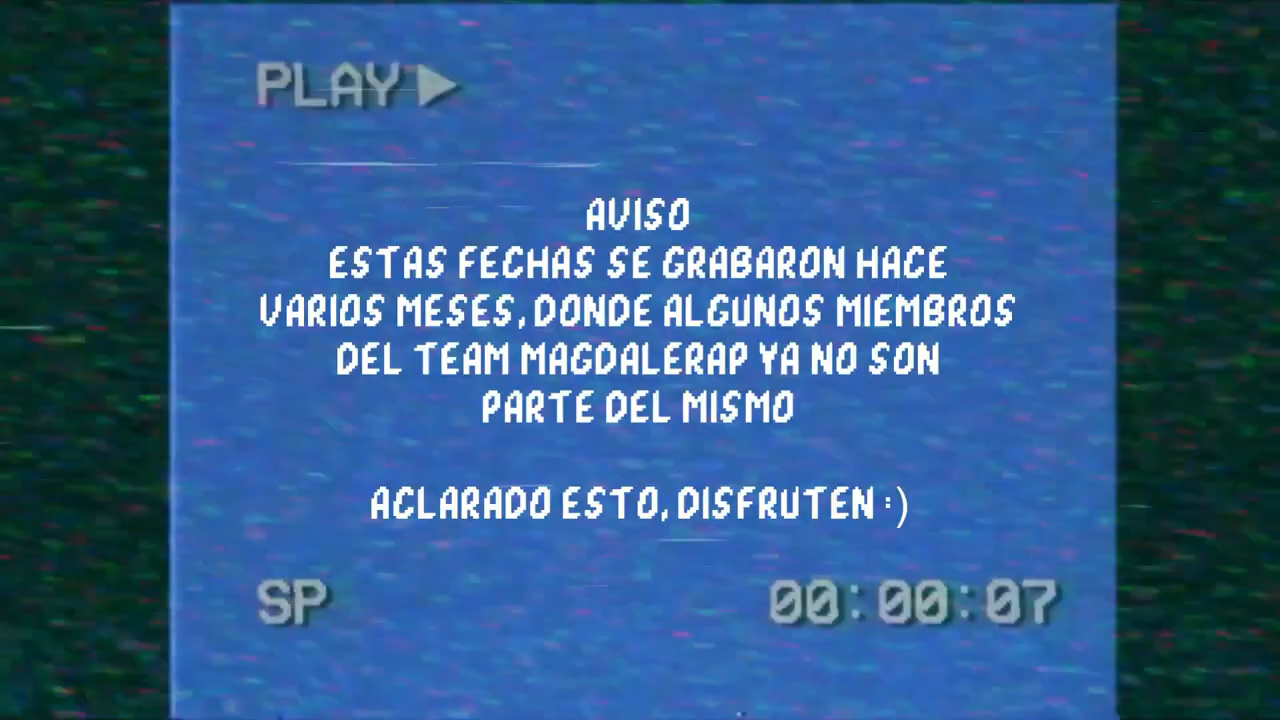 PLAY
AVISO
ESTAS FECHAS SE GRABARON HACE
VARIOS MESES, DONDE ALGUNOS MIEMBROS
DEL TEAM MAGDALERAP YA NO SON
PARTE DEL MISMO
ACLARADO ESTO, DISFRUTEN :)
SP 00:00:07